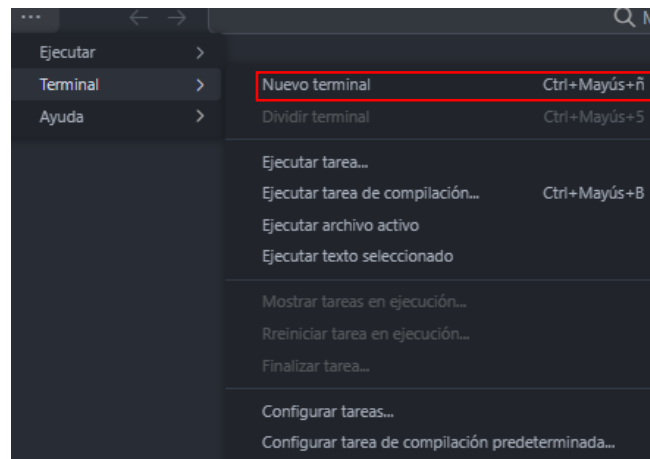 Ejecutar
Terminal
Ayuda
Nuevo terminal Ctrl+Mayús+ñ
Dividir terminal Ctrl+Mayús+5
Ejecutar tarea...
Ejecutar tarea de compilación... Ctrl+Mayús+B
Ejecutar archivo activo
Ejecutar texto seleccionado
Mostrar tareas en ejecución...
Rreiniciar tarea en ejecución...
Finalizar tarea...
Configurar tareas...
Configurar tarea de compilación predeterminada...